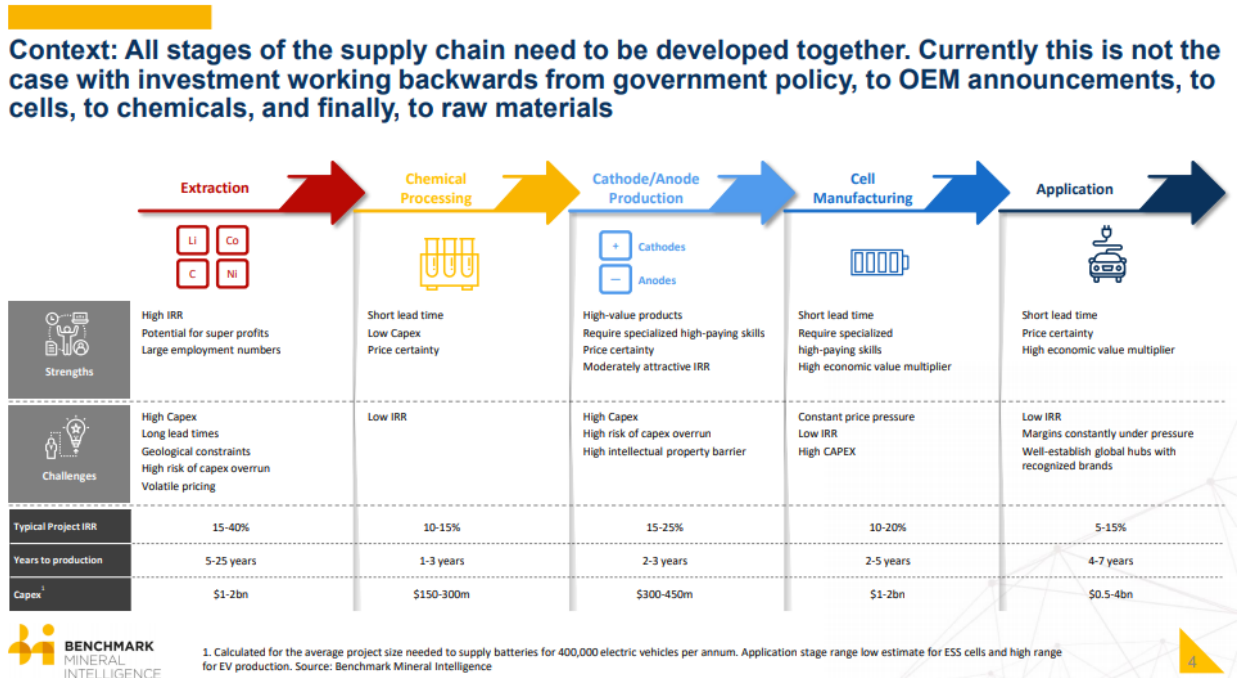 Context: All stages of the supply chain need to be developed together. Currently this is not the
case with investment working backwards from government policy, to OEM announcements, to
cells, to chemicals, and finally, to raw materials
Extraction
Chemical
Processing
Cathode/Anode
Production
Cell
Manufacturing
Application
Li
Co
C
Ni
+
Cathodes
—
Anodes
Strengths
High IRR
Potential for super profits
Large employment numbers
Short lead time
Low Capex
Price certainty
High-value products
Require specialized high-paying skills
Price certainty
Moderately attractive IRR
Short lead time
Require specialized
high-paying skills
High economic value multiplier
Short lead time
Price certainty
High economic value multiplier
Challenges
High Capex
Long lead times
Geological constraints
High risk of capex overrun
Volatile pricing
Low IRR
High Capex
High risk of capex overrun
High intellectual property barrier
Constant price pressure
Low IRR
High CAPEX
Low IRR
Margins constantly under pressure
Well-establish global hubs with
recognized brands
Typical Project IRR
15-40%
10-15%
15-25%
10-20%
5-15%
Years to production
5-25 years
1-3 years
2-3 years
2-5 years
4-7 years
Capex1
$1-2bn
$150-300m
$300-450m
$1-2bn
$0.5-4bn
BENCHMARK
MINERAL
INTELLIGENCE
1. Calculated for the average project size needed to supply batteries for 400,000 electric vehicles per annum. Application stage range low estimate for ESS cells and high range
for EV production. Source: Benchmark Mineral Intelligence
4